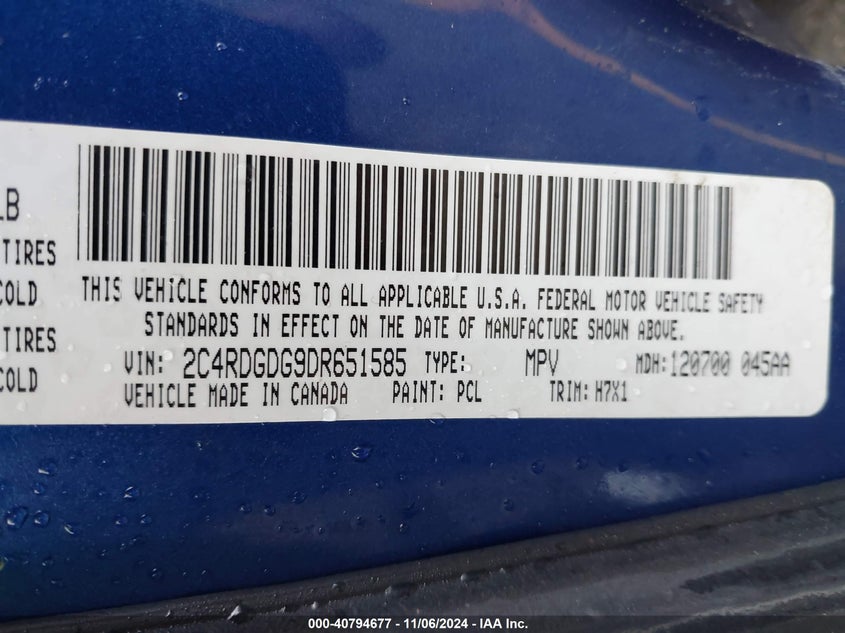 LB
TIRES
COLD
TIRES
COLD
THIS VEHICLE CONFORMS TO ALL APPLICABLE U.S.A. FEDERAL MOTOR VEHICLE SAFETY
STANDARDS IN EFFECT ON THE DATE OF MANUFACTURE SHOWN ABOVE.
VIN: 2C4RDGDG9DR651585 TYPE: MPV MDH:120700 045AA
VEHICLE MADE IN CANADA PAINT: PCL TRIM: H7X1
000-40794677 - 11/06/2024 - IAA Inc.